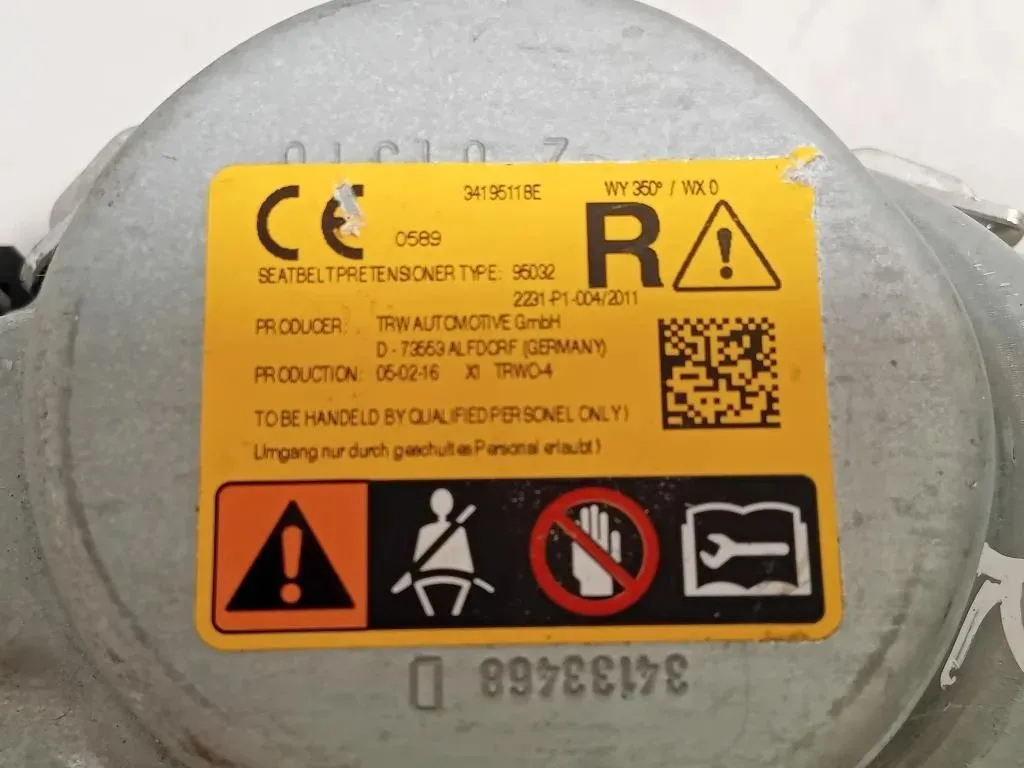 CE 0589
34195118E
WY 350° / WX 0
R
SEATBELT PRETENSIONER TYPE: 95032
2231-P1-004/2011
PRODUCER: TRW AUTOMOTIVE GmbH
D - 73553 ALFDORF (GERMANY)
PRODUCTION: 05-02-16 XI TRWO-4
TO BE HANDELD BY QUALIFIED PERSONEL ONLY)
Umgang nur durch geschultes Personal erlaubt)
34133468 D